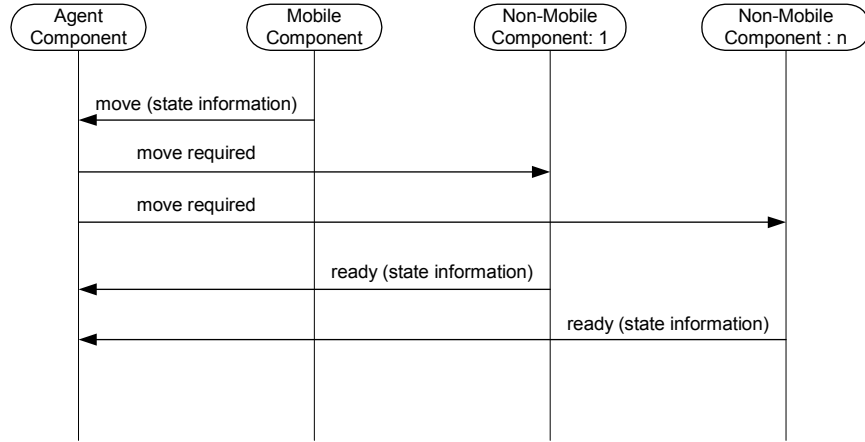 Agent
Component
Mobile
Component
Non-Mobile
Component: 1
Non-Mobile
Component : n
move (state information)
move required
move required
ready (state information)
ready (state information)